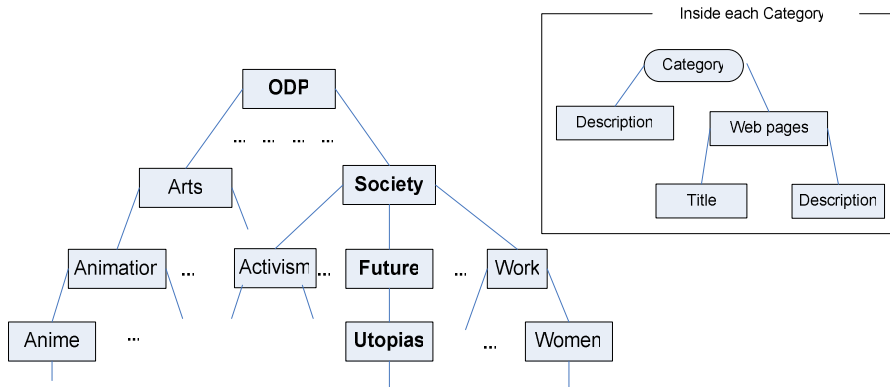 Inside each Category
Category
Description
Web pages
Title
Description
ODP
... ... ... ...
Arts
Society
Animation
...
Activism
...
Future
...
Work
Anime
...
Utopias
...
Women